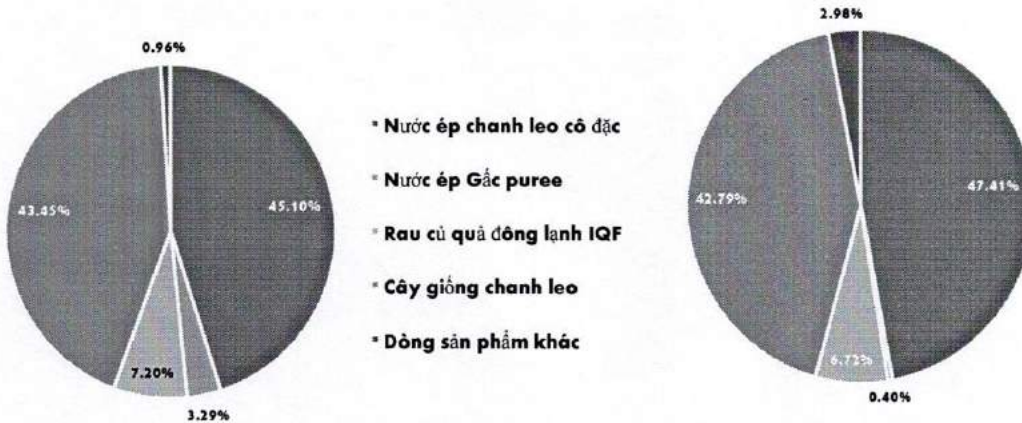 0.96%
43.45%
45.10%
7.20%
3.29%
Nước ép chanh leo cô đặc
Nước ép Gấc puree
Rau củ quả đông lạnh IQF
Cây giống chanh leo
Dòng sản phẩm khác
2.98%
42.79%
47.41%
6.72%
0.40%